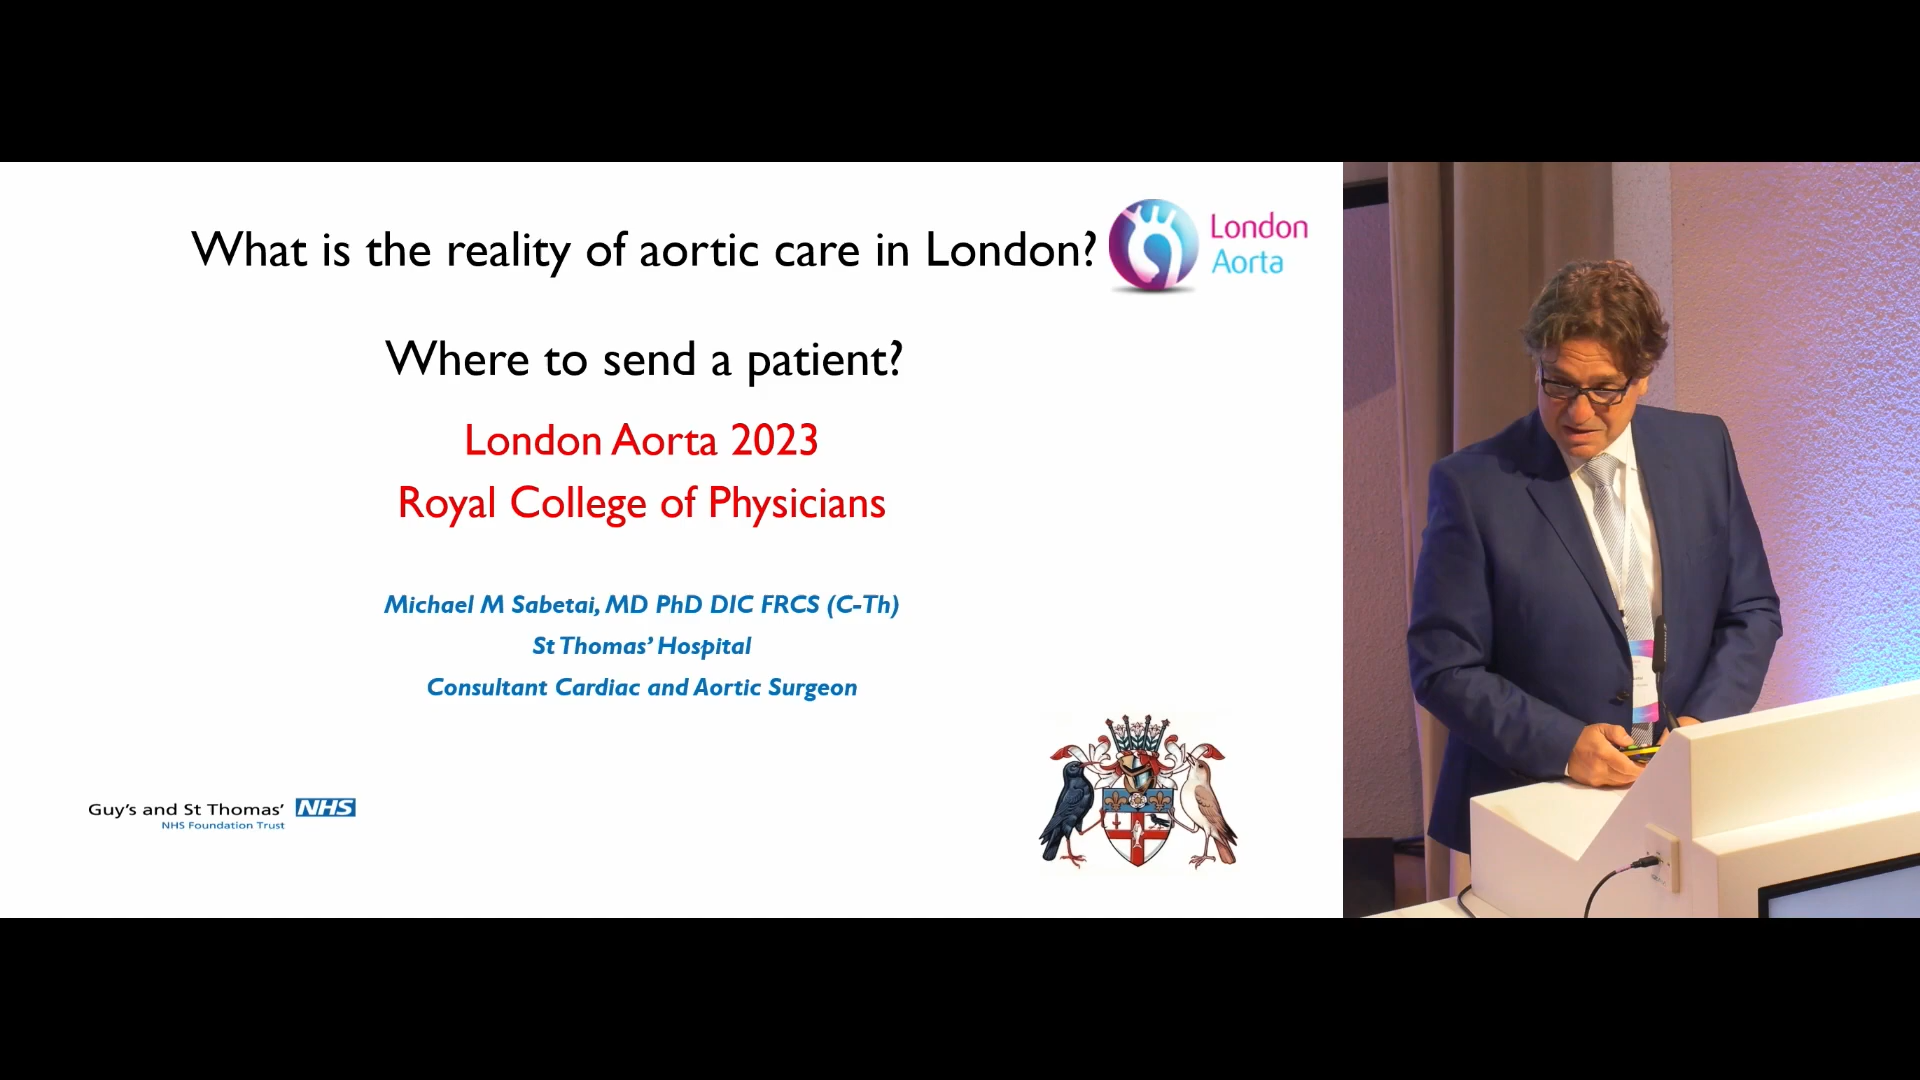 What is the reality of aortic care in London?
London
Aorta
Where to send a patient?
London Aorta 2023
Royal College of Physicians
Michael M Sabetai, MD PhD DIC FRCS (C-Th)
St Thomas' Hospital
Consultant Cardiac and Aortic Surgeon
Guy's and St Thomas' NHS
NHS Foundation Trust